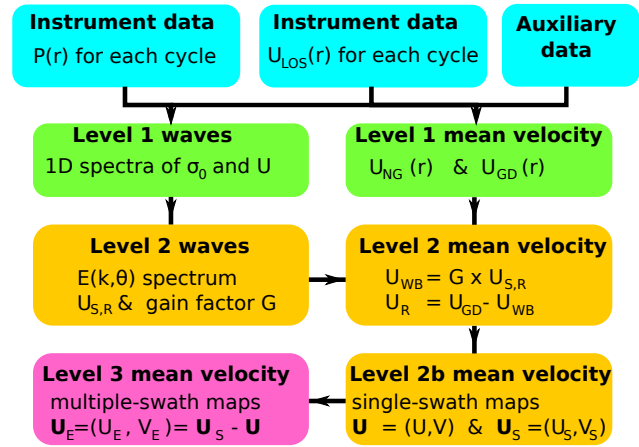 Instrument data
P(r) for each cycle
Instrument data
U_LOS(r) for each cycle
Auxiliary
data
Level 1 waves
1D spectra of σ₀ and U
Level 1 mean velocity
U_NG (r) & U_GD (r)
Level 2 waves
E(k,θ) spectrum
U_S,R & gain factor G
Level 2 mean velocity
U_WB = G x U_S,R
U_R = U_GD - U_WB
Level 3 mean velocity
multiple-swath maps
U_E=(U_E , V_E )= U_S - U
Level 2b mean velocity
single-swath maps
U = (U,V) & U_S =(U_S,V_S)